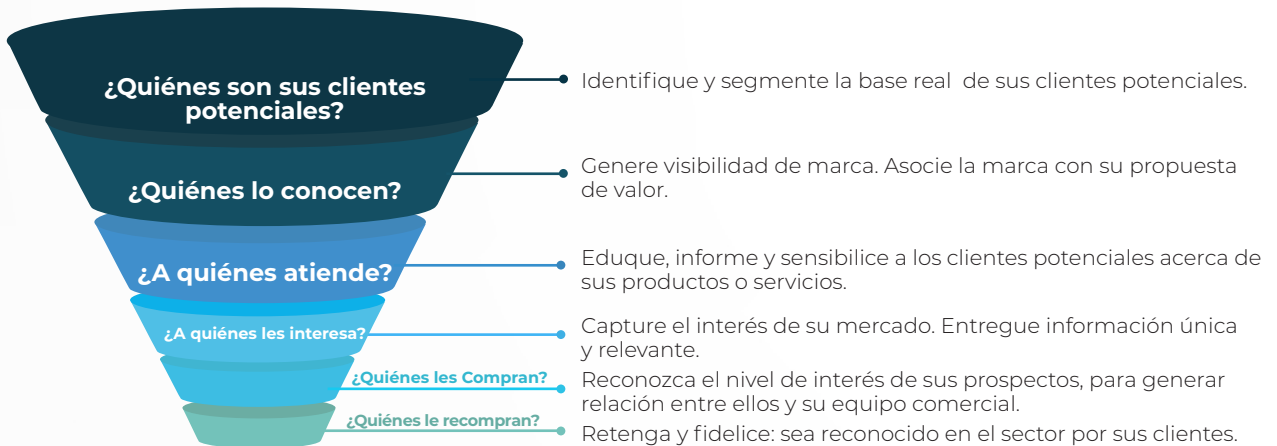 ¿Quiénes son sus clientes
potenciales?
Identifique y segmente la base real de sus clientes potenciales.
¿Quiénes lo conocen?
Genere visibilidad de marca. Asocie la marca con su propuesta
de valor.
¿A quiénes atiende?
Eduque, informe y sensibilice a los clientes potenciales acerca de
sus productos o servicios.
¿A quiénes les interesa?
Capture el interés de su mercado. Entregue información única
y relevante.
¿Quiénes les Compran?
Reconozca el nivel de interés de sus prospectos, para generar
relación entre ellos y su equipo comercial.
¿Quiénes le recompran?
Retenga y fidelice: sea reconocido en el sector por sus clientes.